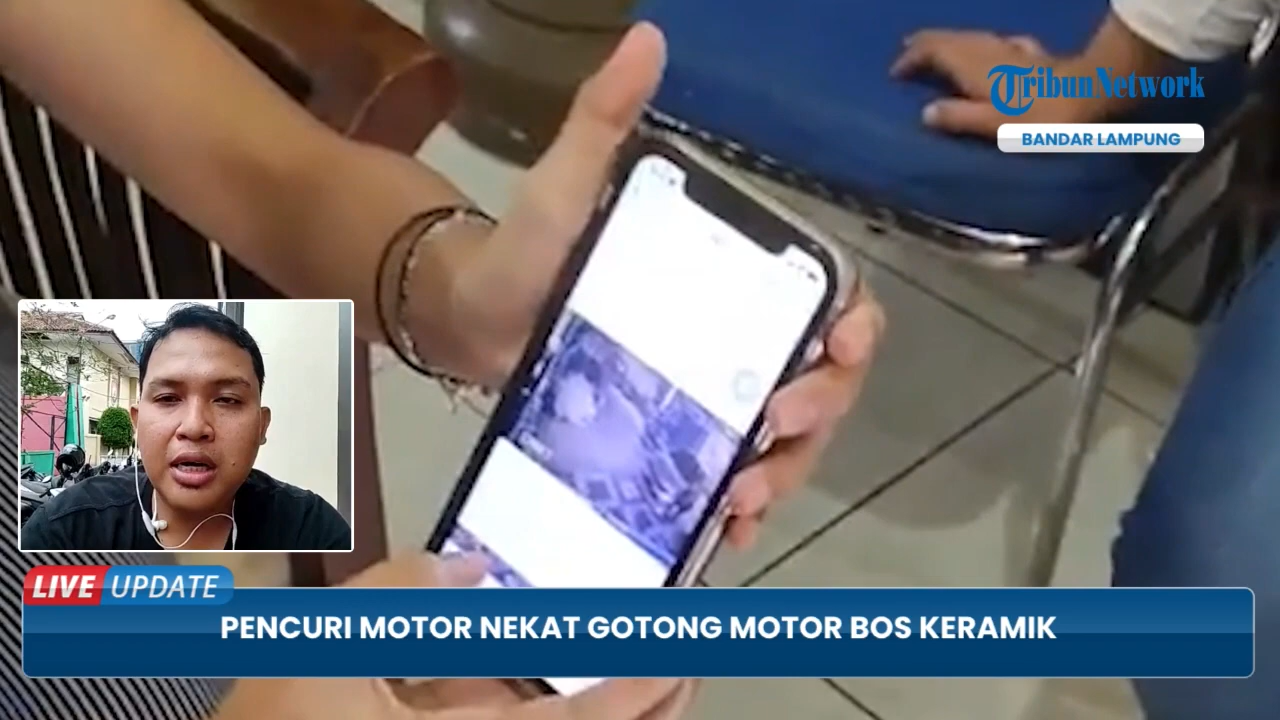 TribunNetwork
BANDAR LAMPUNG
LIVE UPDATE
PENCURI MOTOR NEKAT GOTONG MOTOR BOS KERAMIK